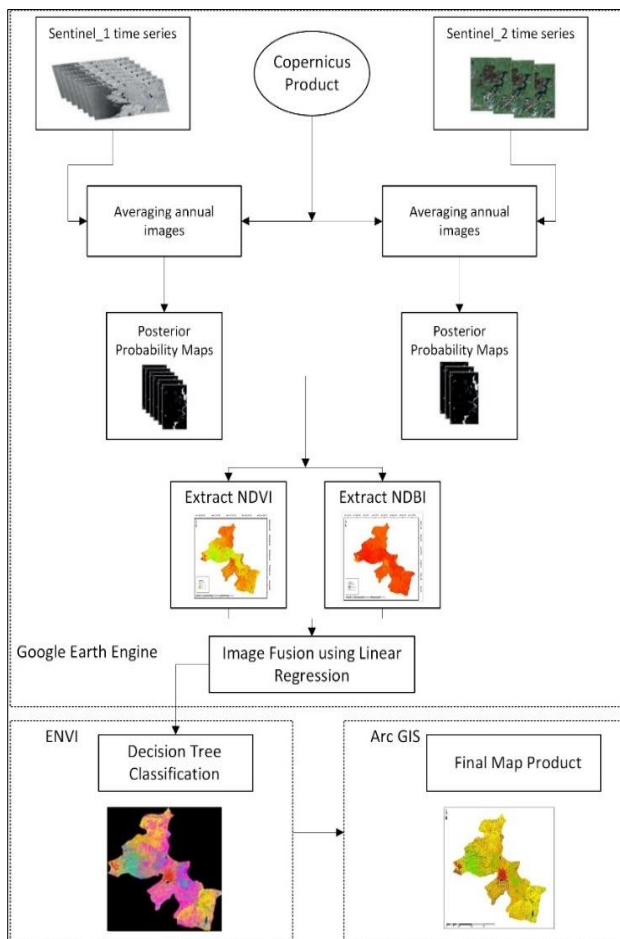 Sentinel_1 time series
Copernicus
Product
Sentinel_2 time series
Averaging annual
images
Averaging annual
images
Posterior
Probability Maps
Posterior
Probability Maps
Extract NDVI
Extract NDBI
Google Earth Engine
Image Fusion using Linear
Regression
ENVI
Decision Tree
Classification
Arc GIS
Final Map Product